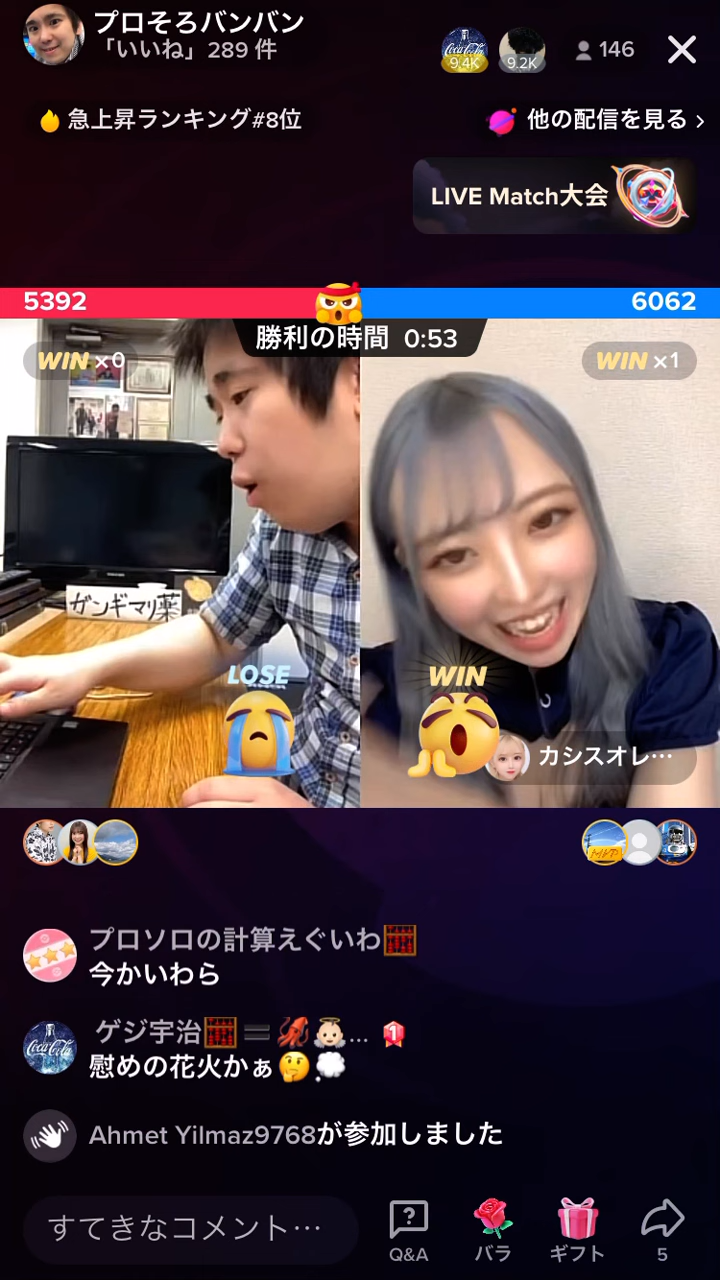 プロそろバンバン
「いいね」289 件
9.4K
9.2K
146
急上昇ランキング#8位
他の配信を見る
LIVE Match大会
5392
6062
勝利の時間 0:53
WIN ×0
WIN ×1
ガンギマリ薬
LOSE
WIN
カシスオレ…
プロソロの計算えぐいわ
今かいわら
Coca-Cola
ゲジ宇治 ...
1
慰めの花火かぁ
Ahmet Yilmaz9768が参加しました
すてきなコメント…
Q&A
バラ
ギフト
5